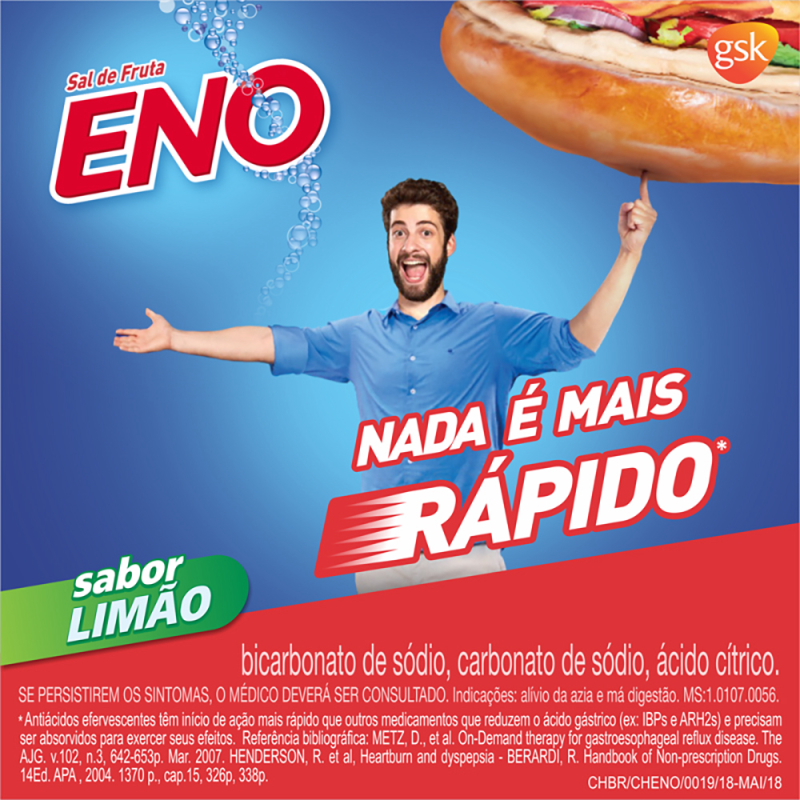 Sal de Fruta
ENO
gsk
NADA É MAIS
RÁPIDO*
sabor
LIMÃO
bicarbonato de sódio, carbonato de sódio, ácido cítrico.
SE PERSISTIREM OS SINTOMAS, O MÉDICO DEVERÁ SER CONSULTADO. Indicações: alívio da azia e má digestão. MS:1.0107.0056.
*Antiácidos efervescentes têm início de ação mais rápido que outros medicamentos que reduzem o ácido gástrico (ex: IBPs e ARH2s) e precisam
ser absorvidos para exercer seus efeitos. *Referência bibliográfica: METZ, D., et al. On-Demand therapy for gastroesophageal reflux disease. The
AJG. v.102, n.3, 642-653p. Mar. 2007. HENDERSON, R. et al, Heartburn and dyspepsia - BERARDI, R. Handbook of Non-prescription Drugs.
14Ed. APA , 2004. 1370 p., cap.15, 326p, 338p.
CHBR/CHENO/0019/18-MAI/18